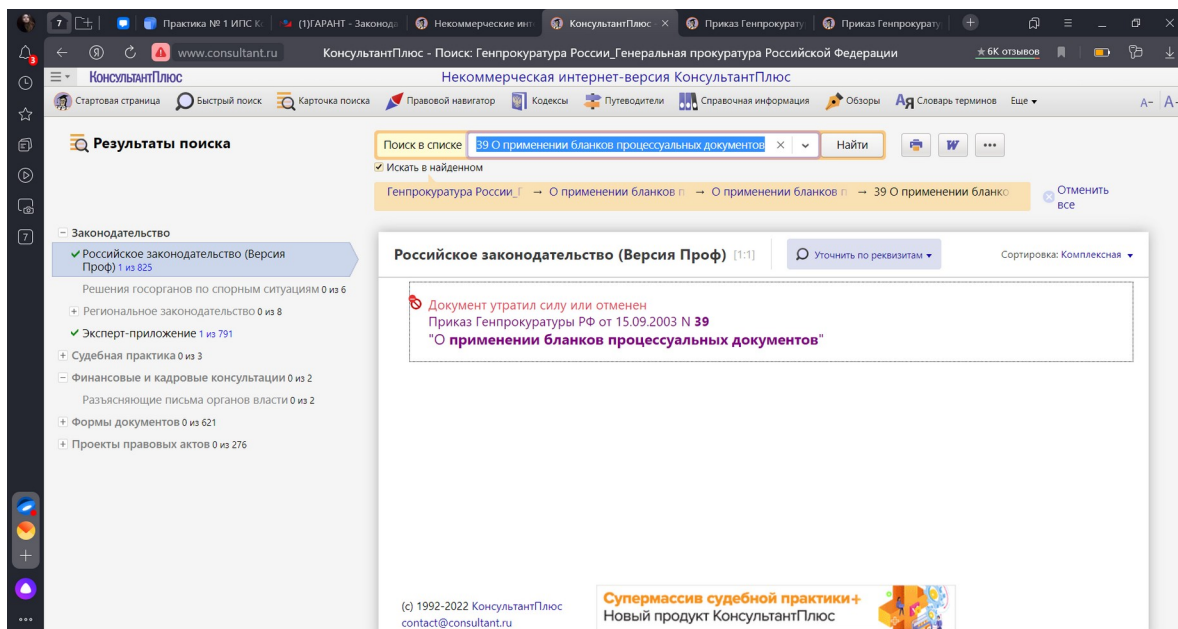 7
Практика № 1 ИПС Ко
(1)ГАРАНТ - Законода
Некоммерческие инт
КонсультантПлюс -
Приказ Генпрокурату
Приказ Генпрокурату
3
www.consultant.ru
КонсультантПлюс - Поиск: Генпрокуратура России_Генеральная прокуратура Российской Федерации
★ 6К отзывов
КонсультантПлюс
Некоммерческая интернет-версия КонсультантПлюс
Стартовая страница
Быстрый поиск
Карточка поиска
Правовой навигатор
Кодексы
Путеводители
Справочная информация
Обзоры
Словарь терминов
Еще
A−
Результаты поиска
Поиск в списке
39 О применении бланков процессуальных документов
Найти
W
Искать в найденном
Генпрокуратура России_Г → О применении бланков п → О применении бланков п → 39 О применении бланко
Отменить
все
7
Законодательство
Российское законодательство (Версия
Проф) 1 из 825
Решения госорганов по спорным ситуациям 0 из 6
Региональное законодательство 0 из 8
Эксперт-приложение 1 из 791
Судебная практика 0 из 3
Финансовые и кадровые консультации 0 из 2
Разъясняющие письма органов власти 0 из 2
Формы документов 0 из 621
Проекты правовых актов 0 из 276
Российское законодательство (Версия Проф) [1:1]
Уточнить по реквизитам
Сортировка: Комплексная
Документ утратил силу или отменен
Приказ Генпрокуратуры РФ от 15.09.2003 N 39
"О применении бланков процессуальных документов"
(c) 1992-2022 КонсультантПлюс
contact@consultant.ru
Супермассив судебной практики+
Новый продукт КонсультантПлюс